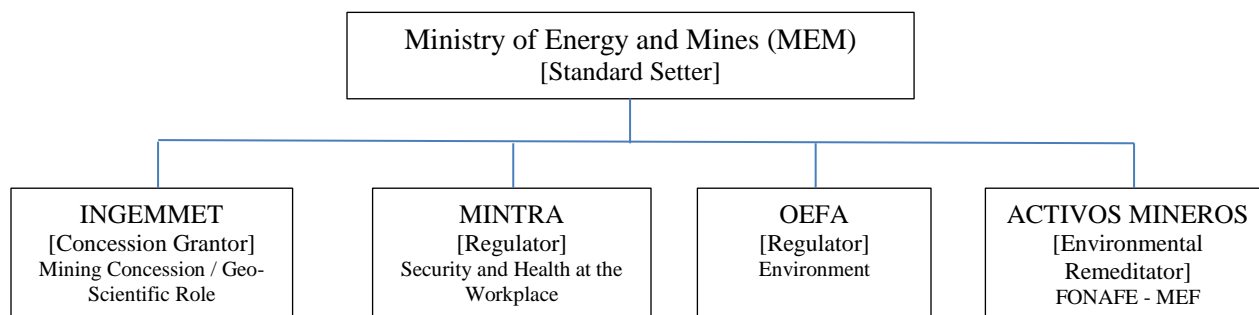 Ministry of Energy and Mines (MEM)
[Standard Setter]
INGEMMET
[Concession Grantor]
Mining Concession / Geo-
Scientific Role
MINTRA
[Regulator]
Security and Health at the
Workplace
OEFA
[Regulator]
Environment
ACTIVOS MINEROS
[Environmental
Remeditator]
FONAFE - MEF